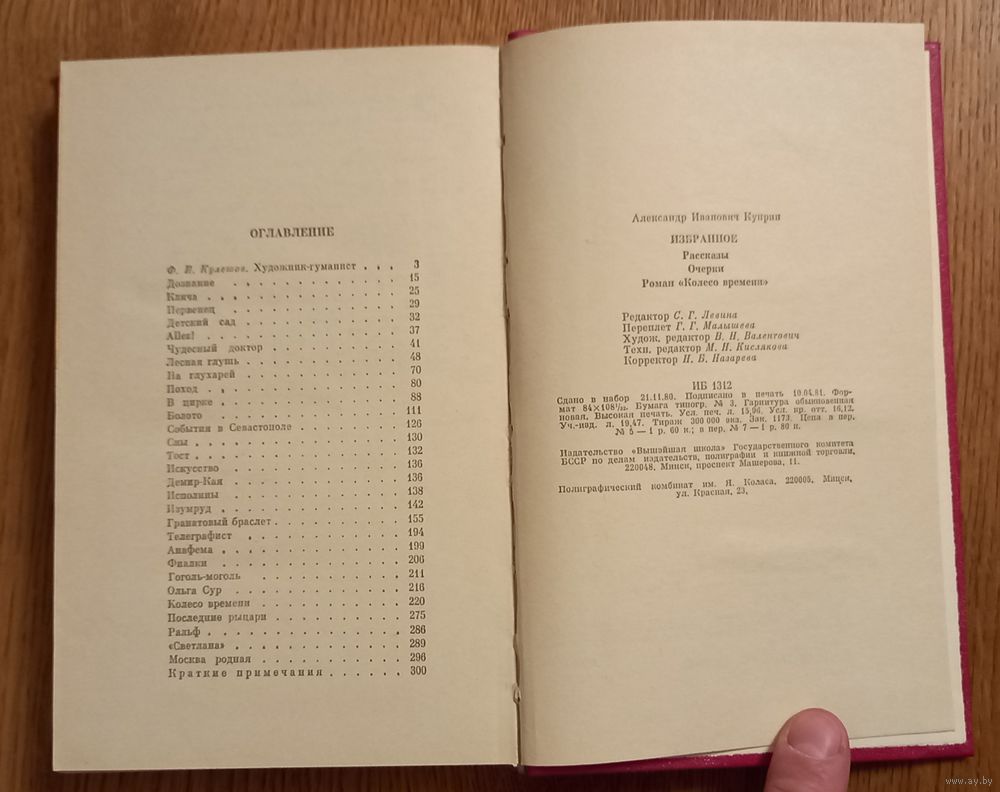 ОГЛАВЛЕНИЕ
Художник-гуманист . . . 3
Дознание . . . . . . . . . . 15
Кляча . . . . . . . . . . . 25
Первенец . . . . . . . . . . 29
Детский сад . . . . . . . . . 32
Allez! . . . . . . . . . . . 37
Чудесный доктор . . . . . . . . 41
Лесная глушь . . . . . . . . . 48
На глухарей . . . . . . . . . 70
Поход . . . . . . . . . . . 80
В цирке . . . . . . . . . . 88
Болото . . . . . . . . . . . 111
События в Севастополе . . . . . . 126
Сны . . . . . . . . . . . . 130
Тост . . . . . . . . . . . . 132
Искусство . . . . . . . . . . 136
Демир-Кая . . . . . . . . . . 136
Исполины . . . . . . . . . . 138
Изумруд . . . . . . . . . . 142
Гранатовый браслет . . . . . . . 155
Телеграфист . . . . . . . . . 194
Анафема . . . . . . . . . . 199
Фиалки . . . . . . . . . . . 206
Гоголь-моголь . . . . . . . . . 211
Ольга Сур . . . . . . . . . . 216
Колесо времени . . . . . . . . 220
Последние рыцари . . . . . . . . 275
Ральф . . . . . . . . . . . 286
«Светлана» . . . . . . . . . . 289
Москва родная . . . . . . . . . 296
Краткие примечания . . . . . . 300
Александр Иванович Куприн
ИЗБРАННОЕ
Рассказы
Очерки
Роман «Колесо времени»
Редактор С. Г. Левина
Переплет Г. Г. Малышева
Худож. редактор В. Н. Валентович
Техн. редактор М. Н. Кислякова
Корректор Н. Б. Назарева
ИБ 1312
Сдано в набор 21.11.80. Подписано в печать 10.04.81. Фор-
мат 84×108¹/₃₂. Бумага типогр. № 3. Гарнитура обыкновенная
новая. Высокая печать. Усл. печ. л. 15,96. Усл. кр. отт. 16,12.
Уч.-изд. л. 19,47. Тираж 300 000 экз. Зак. 1173. Цена в пер.
№ 5 — 1 р. 60 к.; в пер. № 7 — 1 р. 80 к.
Издательство «Вышэйшая школа» Государственного комитета
БССР по делам издательств, полиграфии и книжной торговли.
220048. Минск, проспект Машерова, 11.
Полиграфический комбинат им. Я. Коласа. 220005, Минск,
ул. Красная, 23.
www.ay.by